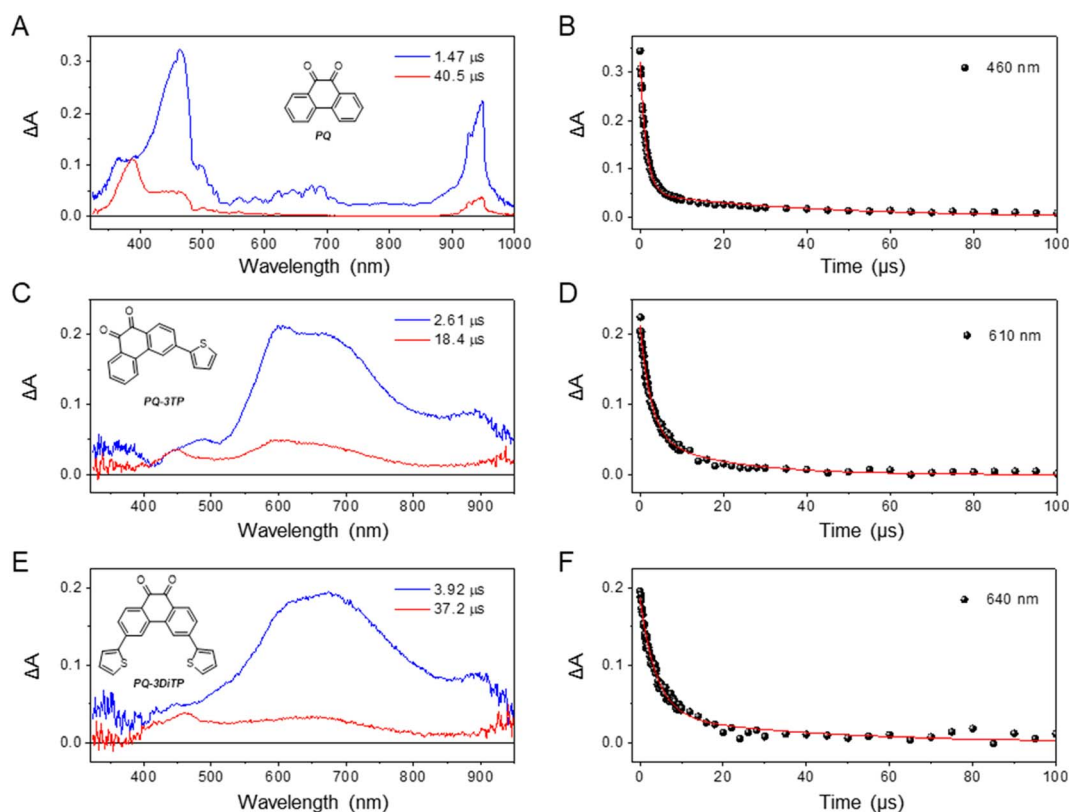 A
0.4
0.3
0.2
0.1
0.0
ΔA
400 500 600 700 800 900 1000
Wavelength (nm)
1.47 μs
40.5 μs
O O
PQ
B
0.3
0.2
0.1
0.0
ΔA
0 20 40 60 80 100
Time (μs)
460 nm
C
0.2
0.1
0.0
ΔA
400 500 600 700 800 900
Wavelength (nm)
2.61 μs
18.4 μs
O
O
S
PQ-3TP
D
0.2
0.1
0.0
ΔA
0 20 40 60 80 100
Time (μs)
610 nm
E
0.2
0.1
0.0
ΔA
400 500 600 700 800 900
Wavelength (nm)
3.92 μs
37.2 μs
O O
S S
PQ-3DiTP
F
0.2
0.1
0.0
ΔA
0 20 40 60 80 100
Time (μs)
640 nm